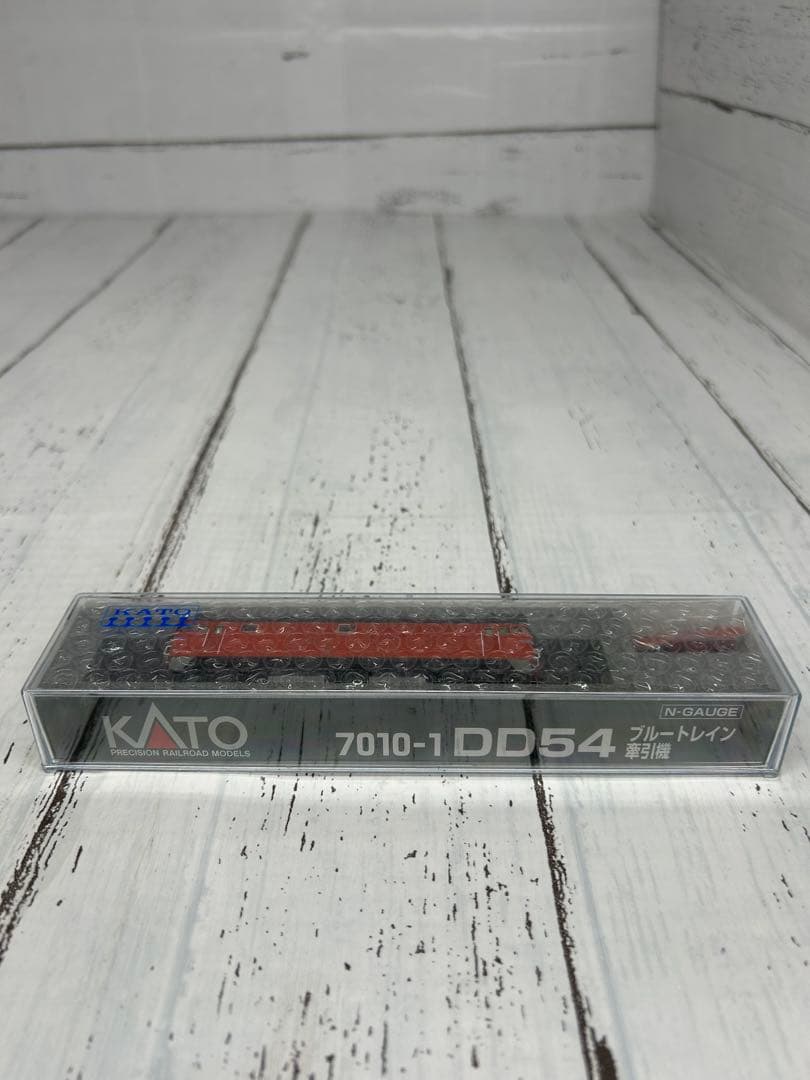 KATO
KATO
PRECISION RAILROAD MODELS
7010-1 DD54
N-GAUGE
ブルートレイン
牽引機